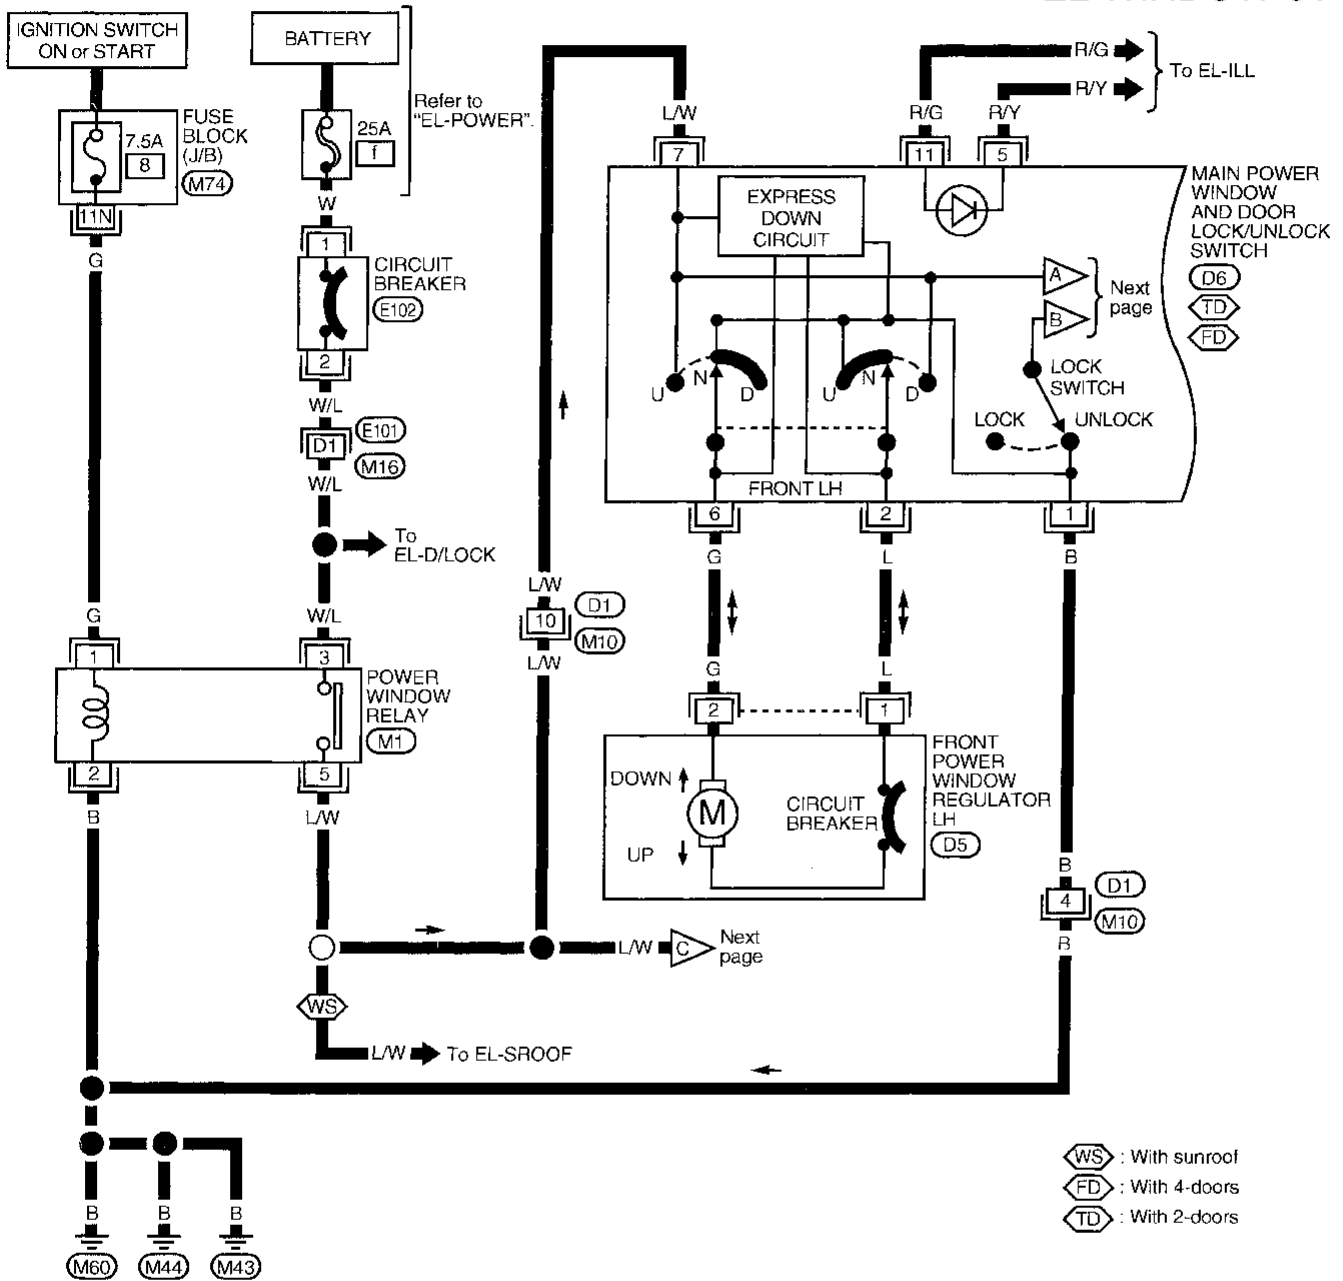 IGNITION SWITCH
ON or START
BATTERY
Refer to
"EL-POWER".
FUSE
BLOCK
(J/B)
M74
7.5A
8
11N
G
25A
f
W
1
CIRCUIT
BREAKER
E102
2
W/L
D1
E101
M16
W/L
To
EL-D/LOCK
G
W/L
1
3
POWER
WINDOW
RELAY
M1
2
5
B
L/W
WS
L/W
To EL-SROOF
L/W
C
Next
page
L/W
10
D1
M10
L/W
L/W
7
R/G
R/Y
To EL-ILL
R/G
R/Y
11
5
EXPRESS
DOWN
CIRCUIT
MAIN POWER
WINDOW
AND DOOR
LOCK/UNLOCK
SWITCH
D6
TD
FD
A
B
Next
page
U
N
D
U
N
D
LOCK
SWITCH
LOCK
UNLOCK
FRONT LH
6
2
1
G
L
B
G
L
2
1
DOWN
M
UP
CIRCUIT
BREAKER
FRONT
POWER
WINDOW
REGULATOR
LH
D5
B
4
D1
M10
B
B
B
B
M60
M44
M43
WS : With sunroof
FD : With 4-doors
TD : With 2-doors